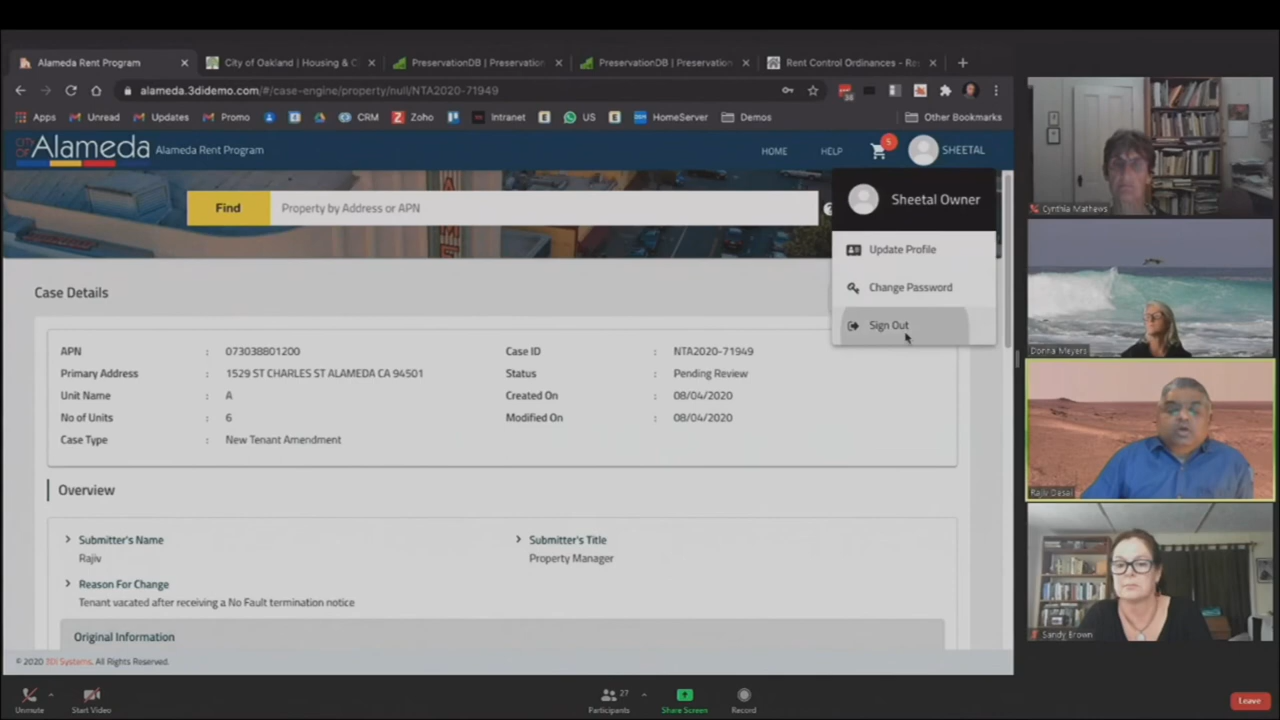 Alameda Rent Program
City of Oakland | Housing & C
PreservationDB | Preservation
PreservationDB | Preservation
Rent Control Ordinances - Re
alameda.3didemo.com/#/case-engine/property/null/NTA2020-71949
Apps Unread Updates Promo CRM Zoho Intranet US HomeServer Demos Other Bookmarks
CITY OF Alameda Alameda Rent Program HOME HELP 5 SHEETAL
Find Property by Address or APN
Sheetal Owner
Update Profile
Change Password
Sign Out
Case Details
APN : 073038801200 Case ID : NTA2020-71949
Primary Address : 1529 ST CHARLES ST ALAMEDA CA 94501 Status : Pending Review
Unit Name : A Created On : 08/04/2020
No of Units : 6 Modified On : 08/04/2020
Case Type : New Tenant Amendment
Overview
Submitter's Name Submitter's Title
Rajiv Property Manager
Reason For Change
Tenant vacated after receiving a No Fault termination notice
Original Information
© 2020 3Di Systems. All Rights Reserved.
Cynthia Mathews
Donna Meyers
Rajiv Desai
Sandy Brown
Unmute Start Video Participants 27 Share Screen Record Leave